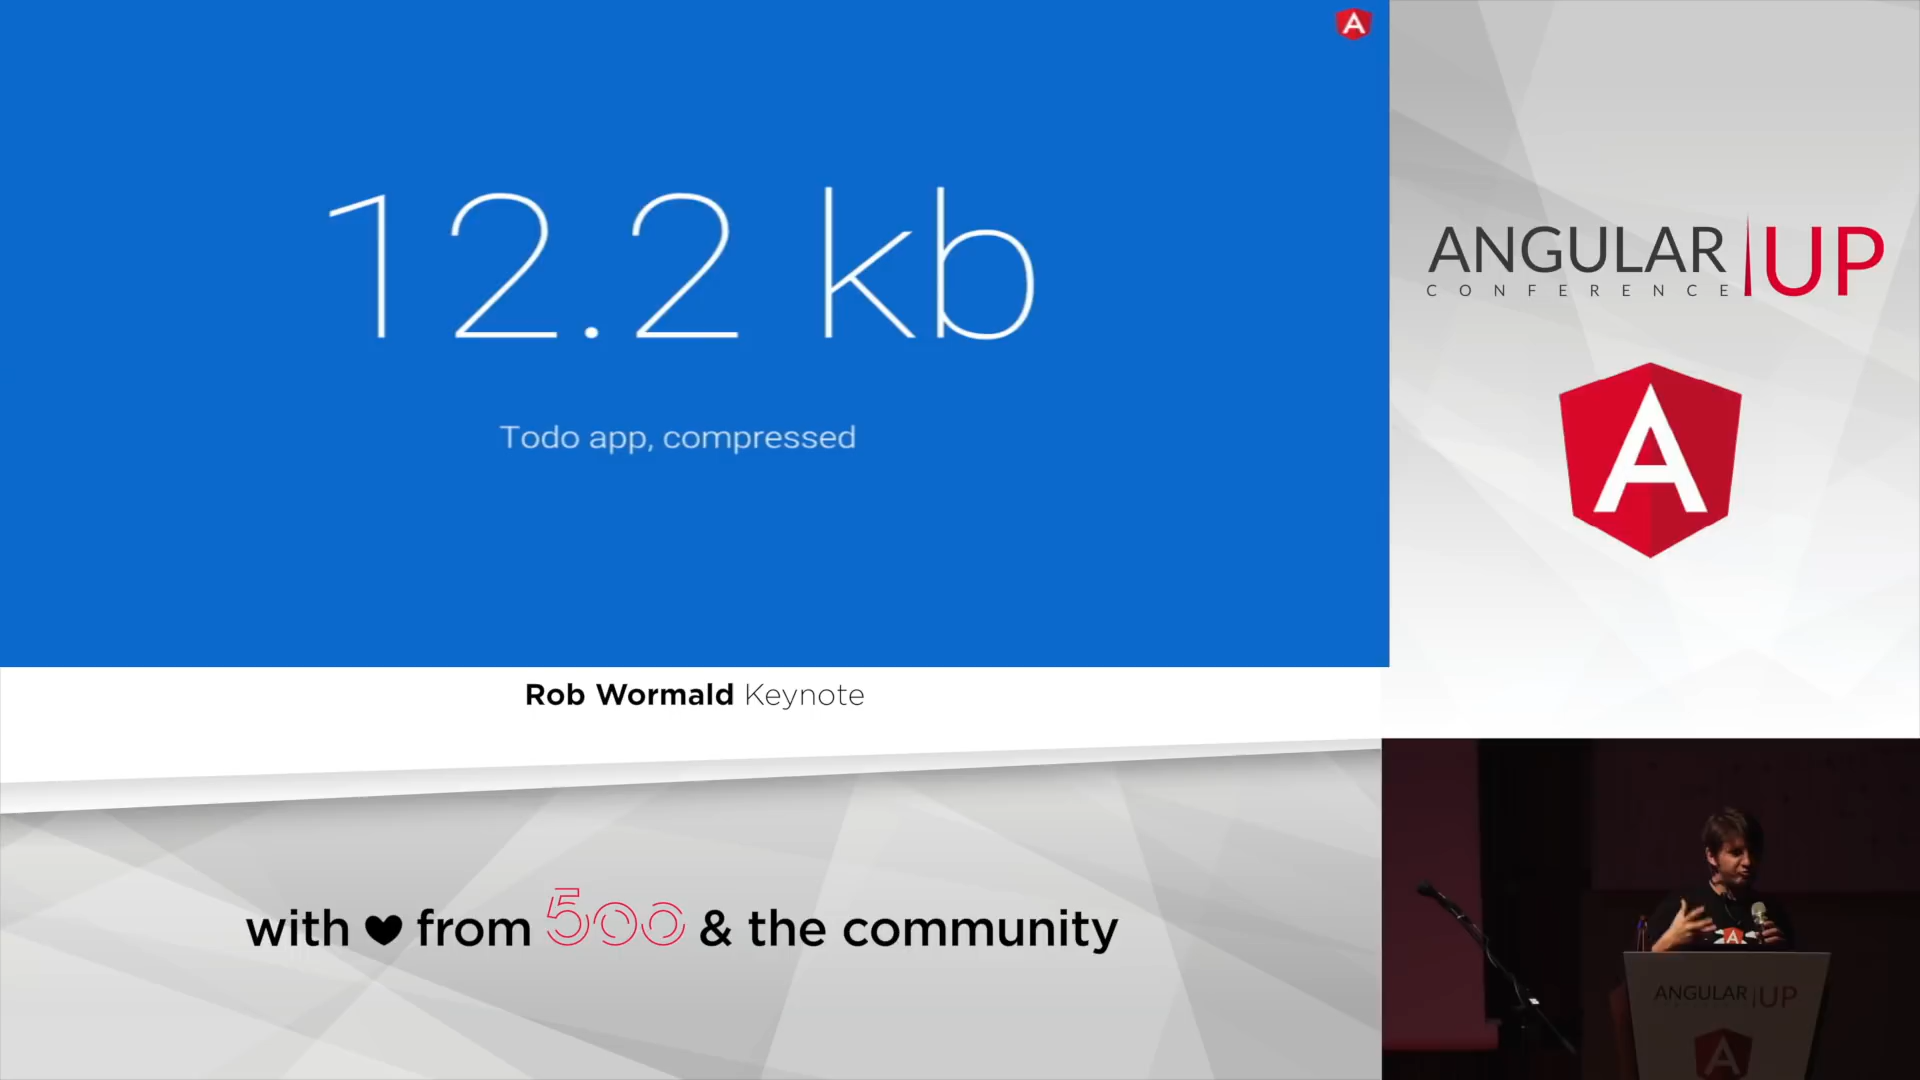 12.2 kb
Todo app, compressed
Rob Wormald Keynote
with ♥ from 500 & the community
ANGULAR UP
CONFERENCE
ANGULAR UP